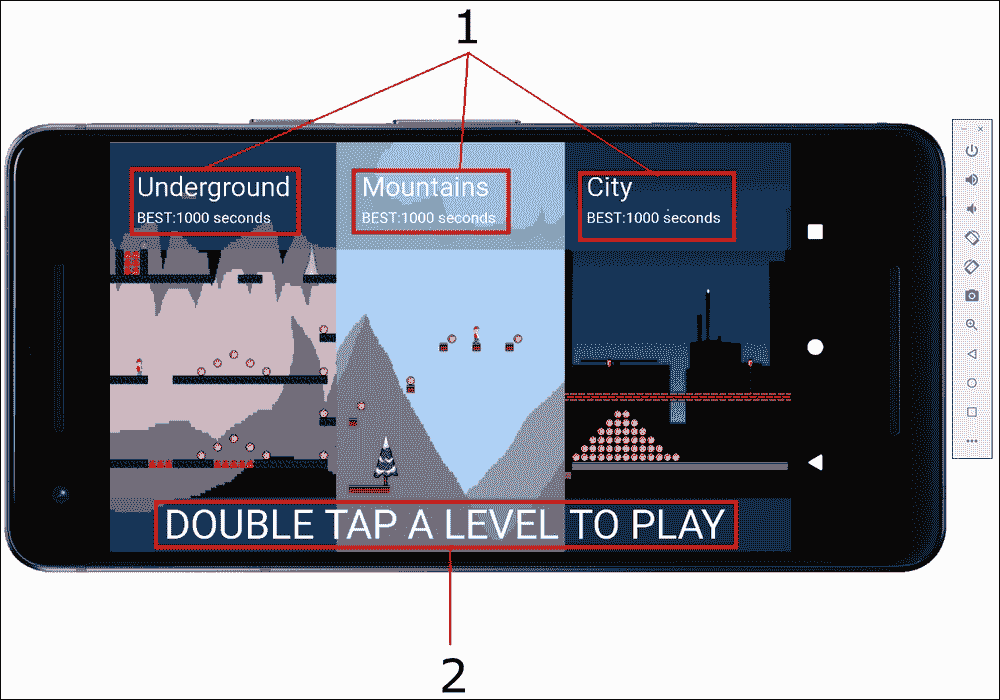 1
Underground
BEST:1000 seconds
Mountains
BEST:1000 seconds
City
BEST:1000 seconds
DOUBLE TAP A LEVEL TO PLAY
2